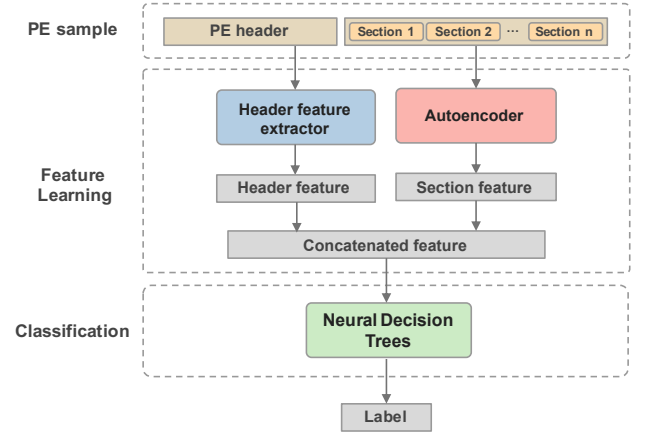 PE sample
PE header
Section 1 Section 2 ... Section n
Header feature
extractor
Autoencoder
Feature
Learning
Header feature
Section feature
Concatenated feature
Classification
Neural Decision
Trees
Label